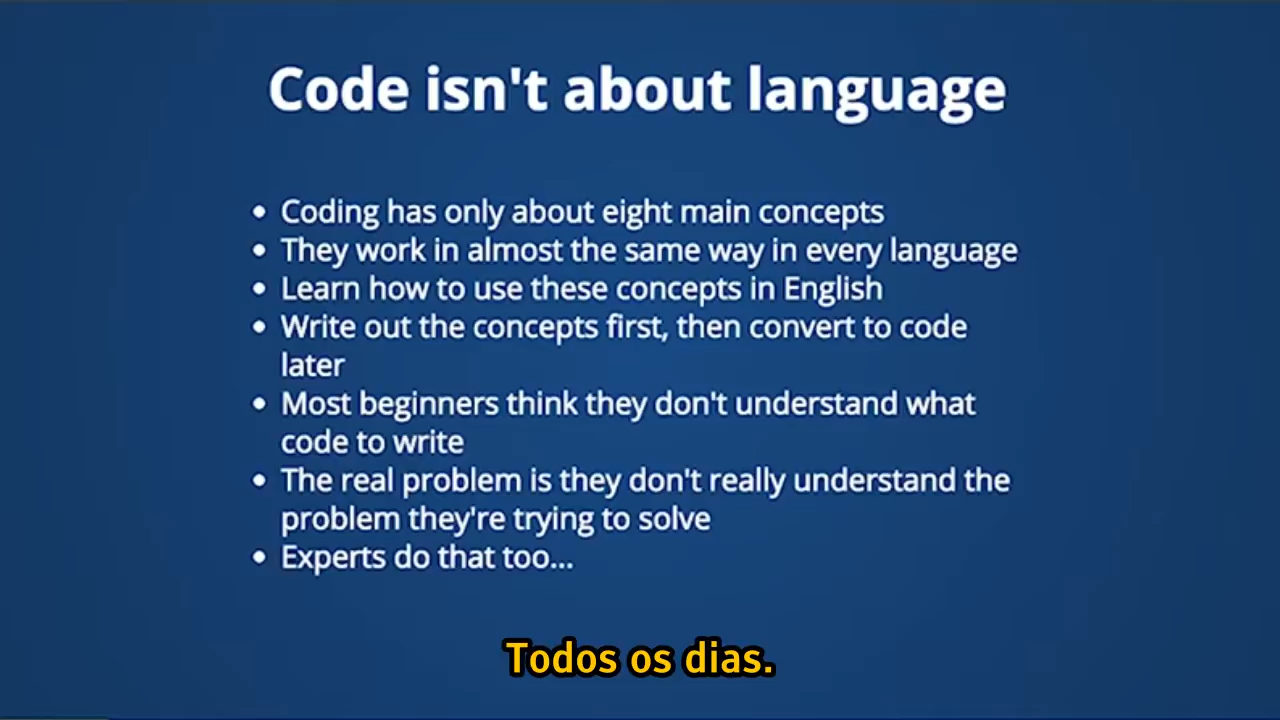 Code isn't about language
• Coding has only about eight main concepts
• They work in almost the same way in every language
• Learn how to use these concepts in English
• Write out the concepts first, then convert to code
later
• Most beginners think they don't understand what
code to write
• The real problem is they don't really understand the
problem they're trying to solve
• Experts do that too...
Todos os dias.